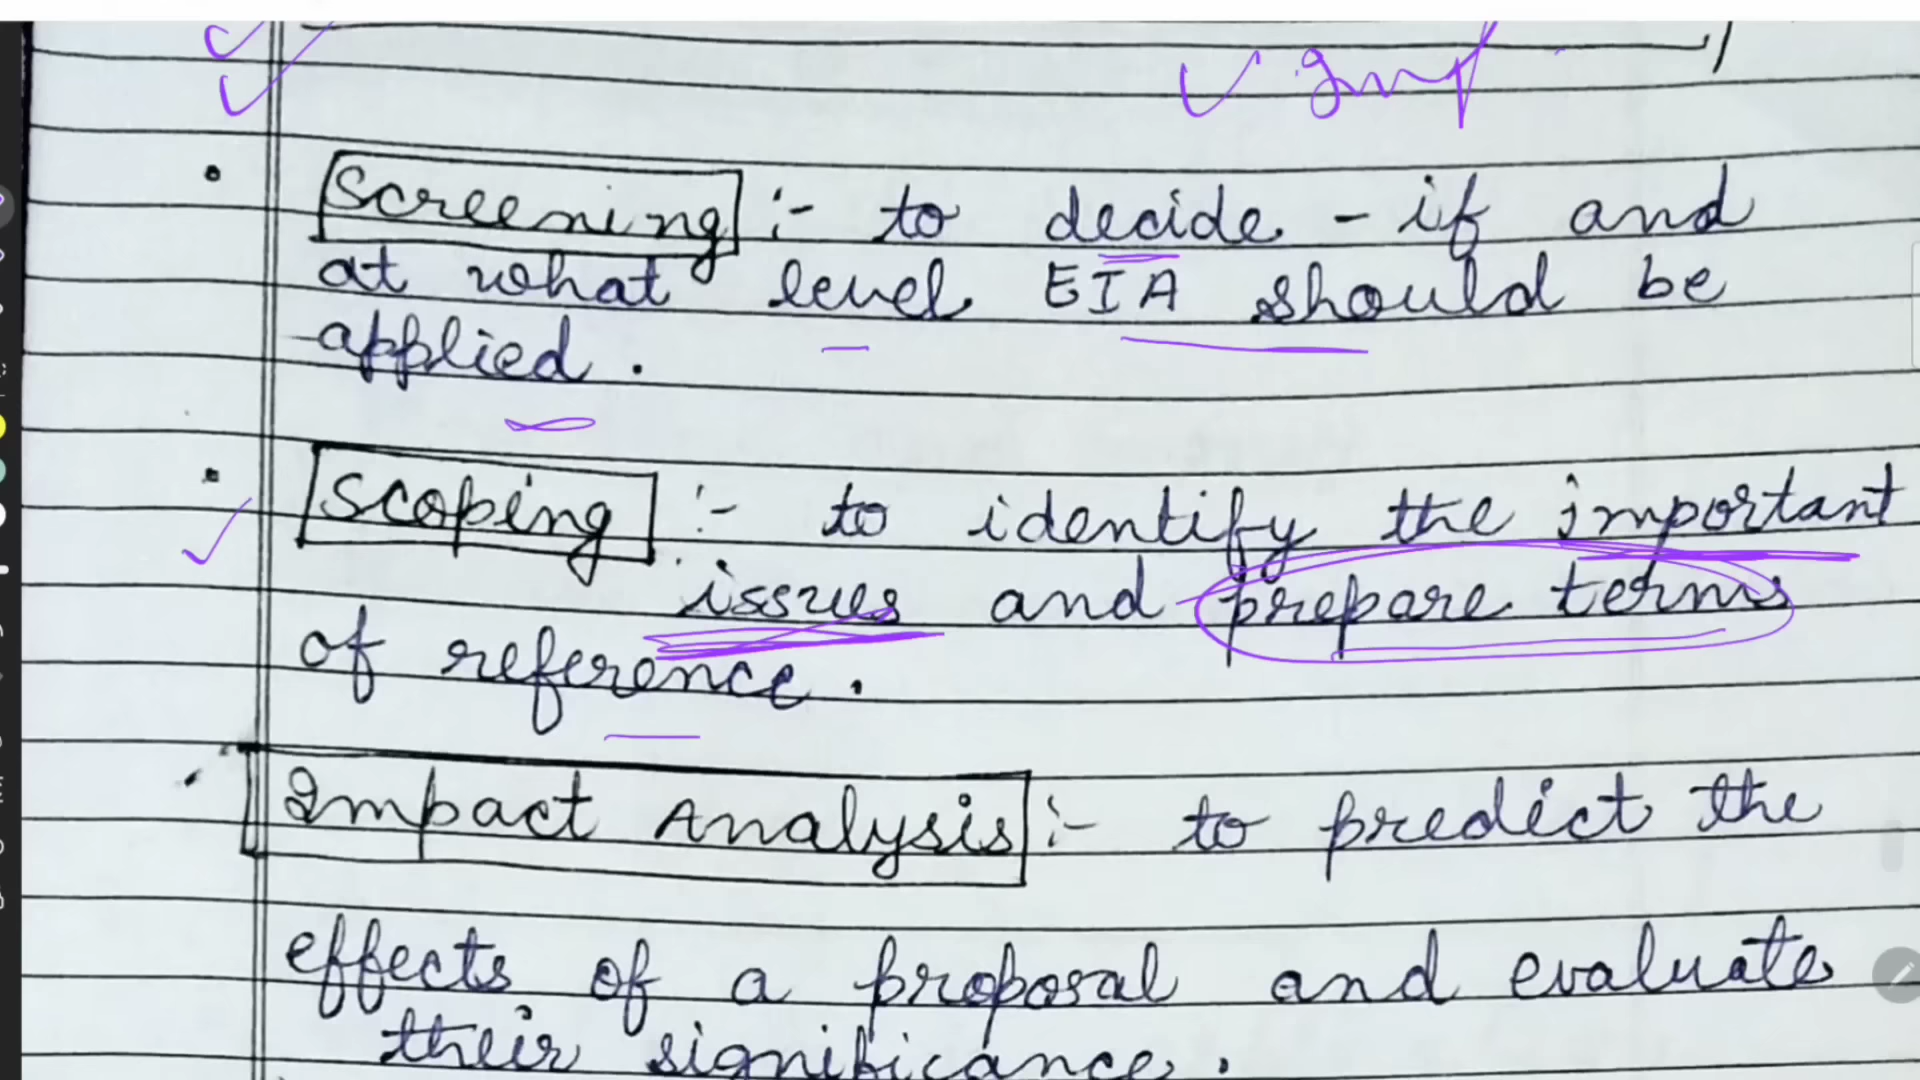 ✓ Imp
• Screening :- to decide - if and
at what level EIA should be
applied.
• Scoping :- to identify the important
issues and prepare terms
of reference.
Impact Analysis :- to predict the
effects of a proposal and evaluate
their significance.